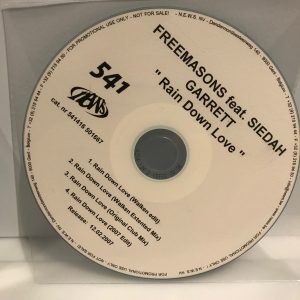 FREEMASONS feat. SIEDAH
GARRETT
" Rain Down Love "
541
N.E.W.S.
cat. nr 541416 501667
1. Rain Down Love (Walken edit)
2. Rain Down Love (Walken Extented Mix)
3. Rain Down Love (Original Club Mix)
4. Rain Down Love (2007 Edit)
Release: 12.02.2007
FOR PROMOTIONAL USE ONLY - NOT FOR SALE! - N.E.W.S. NV